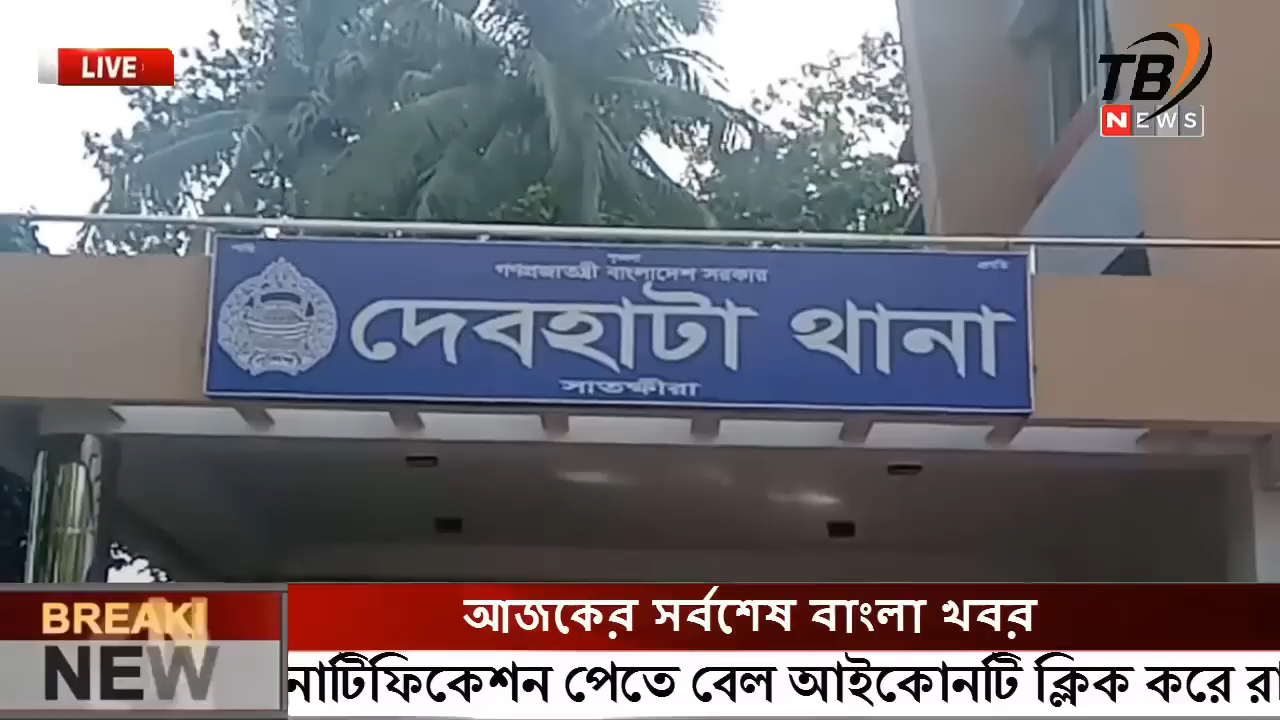 LIVE
TB
NEWS
গণপ্রজাতন্ত্রী বাংলাদেশ সরকার
দেবহাটা থানা
সাতক্ষীরা
BREAKI
NEW
আজকের সর্বশেষ বাংলা খবর
নোটিফিকেশন পেতে বেল আইকোনটি ক্লিক করে রা